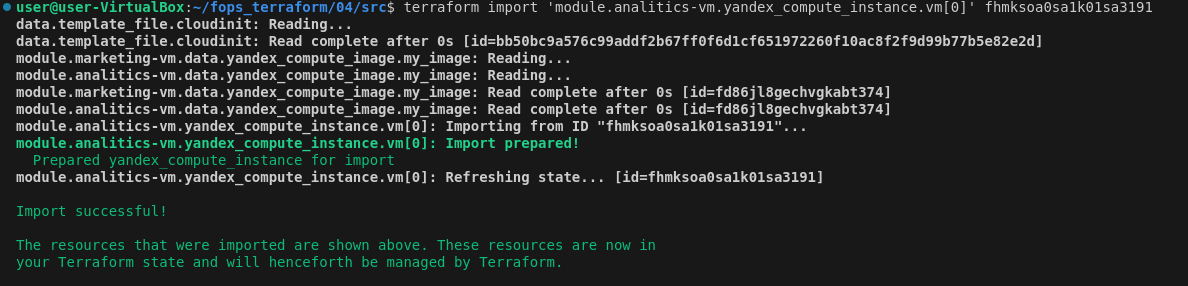 user@user-VirtualBox:~/fops_terraform/04/src$ terraform import 'module.analitics-vm.yandex_compute_instance.vm[0]' fhmksoa0sa1k01sa3191
data.template_file.cloudinit: Reading...
data.template_file.cloudinit: Read complete after 0s [id=bb50bc9a576c99addf2b67ff0f6d1cf651972260f10ac8f2f9d99b77b5e82e2d]
module.marketing-vm.data.yandex_compute_image.my_image: Reading...
module.analitics-vm.data.yandex_compute_image.my_image: Reading...
module.marketing-vm.data.yandex_compute_image.my_image: Read complete after 0s [id=fd86jl8gechvgkabt374]
module.analitics-vm.data.yandex_compute_image.my_image: Read complete after 0s [id=fd86jl8gechvgkabt374]
module.analitics-vm.yandex_compute_instance.vm[0]: Importing from ID "fhmksoa0sa1k01sa3191"...
module.analitics-vm.yandex_compute_instance.vm[0]: Import prepared!
  Prepared yandex_compute_instance for import
module.analitics-vm.yandex_compute_instance.vm[0]: Refreshing state... [id=fhmksoa0sa1k01sa3191]
Import successful!
The resources that were imported are shown above. These resources are now in
your Terraform state and will henceforth be managed by Terraform.